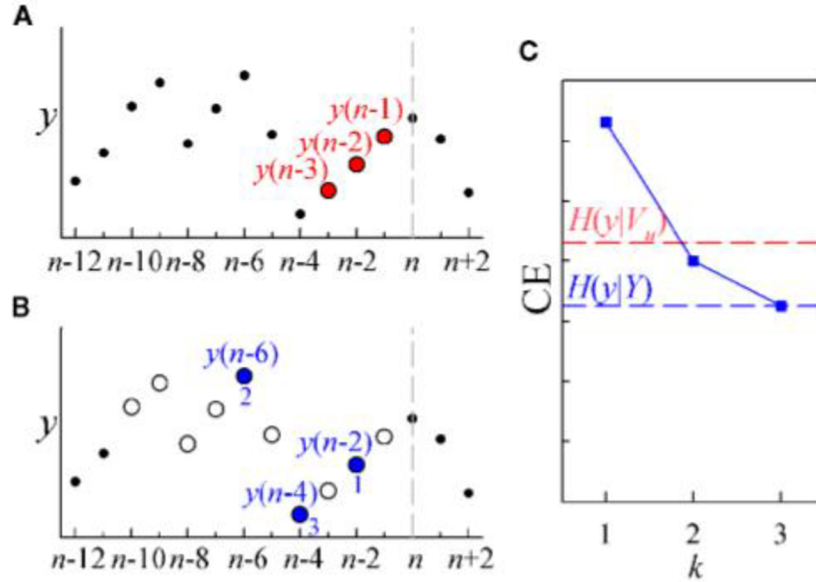 A
y
y(n-1)
y(n-2)
y(n-3)
n-12 n-10 n-8 n-6 n-4 n-2 n n+2
B
y
y(n-6)
2
y(n-2)
1
y(n-4)
3
n-12 n-10 n-8 n-6 n-4 n-2 n n+2
C
CE
H(y|V_u)
H(y|Y)
1 2 3
k